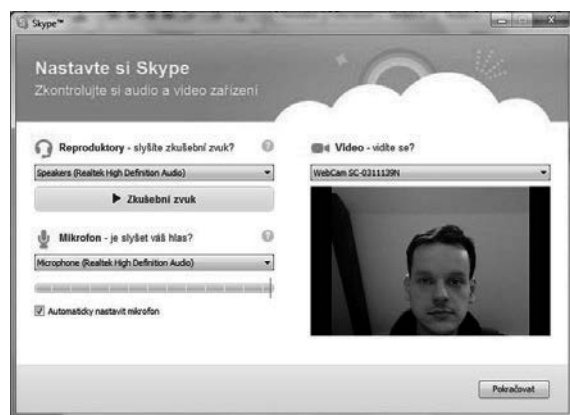 Skype™
Nastavte si Skype
Zkontrolujte si audio a video zařízení
Reproduktory - slyšíte zkušební zvuk?
Speakers (Realtek High Definition Audio)
Zkušební zvuk
Mikrofon - je slyšet váš hlas?
Microphone (Realtek High Definition Audio)
Automaticky nastavit mikrofon
Video - vidíte se?
WebCam SC-0311139N
Pokračovat